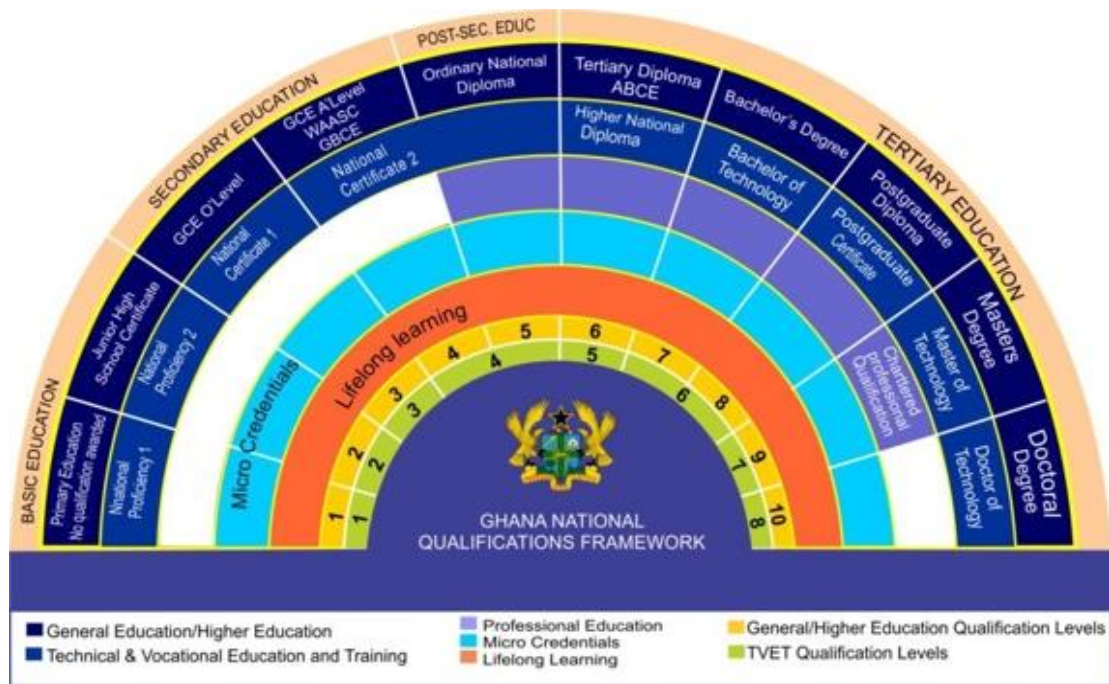 BASIC EDUCATION
SECONDARY EDUCATION
POST-SEC. EDUC
TERTIARY EDUCATION
Primary Education
No qualification awarded
Junior High
School Certificate
GCE O'Level
GCE A'Level
WAASC
GBCE
Ordinary National
Diploma
Tertiary Diploma
ABCE
Bachelor's Degree
Postgraduate
Diploma
Masters
Degree
Doctoral
Degree
Nnational
Proficiency 1
National
Proficiency 2
National
Certificate 1
National
Certificate 2
Higher National
Diploma
Bachelor of
Technology
Postgraduate
Certificate
Master of
Technology
Doctor of
Technology
Chartered
professional
Qualification
Micro Credentials
Lifelong learning
1
2
3
4
5
6
7
8
9
10
1
2
3
4
5
6
7
8
GHANA NATIONAL
QUALIFICATIONS FRAMEWORK
General Education/Higher Education
Technical & Vocational Education and Training
Professional Education
Micro Credentials
Lifelong Learning
General/Higher Education Qualification Levels
TVET Qualification Levels